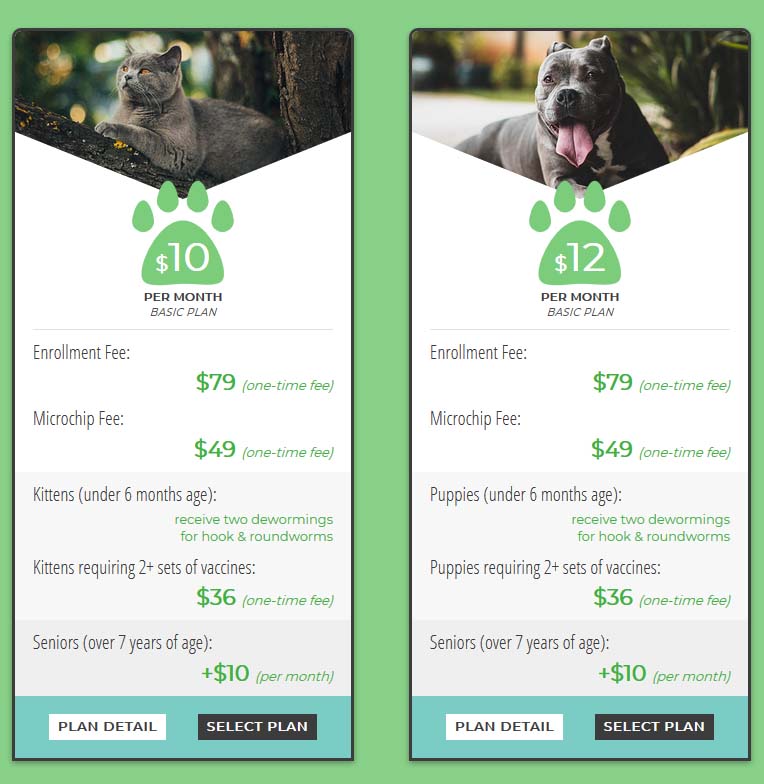 $10
PER MONTH
BASIC PLAN
Enrollment Fee:
$79 (one-time fee)
Microchip Fee:
$49 (one-time fee)
Kittens (under 6 months age):
receive two dewormings
for hook & roundworms
Kittens requiring 2+ sets of vaccines:
$36 (one-time fee)
Seniors (over 7 years of age):
+$10 (per month)
PLAN DETAIL
SELECT PLAN
$12
PER MONTH
BASIC PLAN
Enrollment Fee:
$79 (one-time fee)
Microchip Fee:
$49 (one-time fee)
Puppies (under 6 months age):
receive two dewormings
for hook & roundworms
Puppies requiring 2+ sets of vaccines:
$36 (one-time fee)
Seniors (over 7 years of age):
+$10 (per month)
PLAN DETAIL
SELECT PLAN